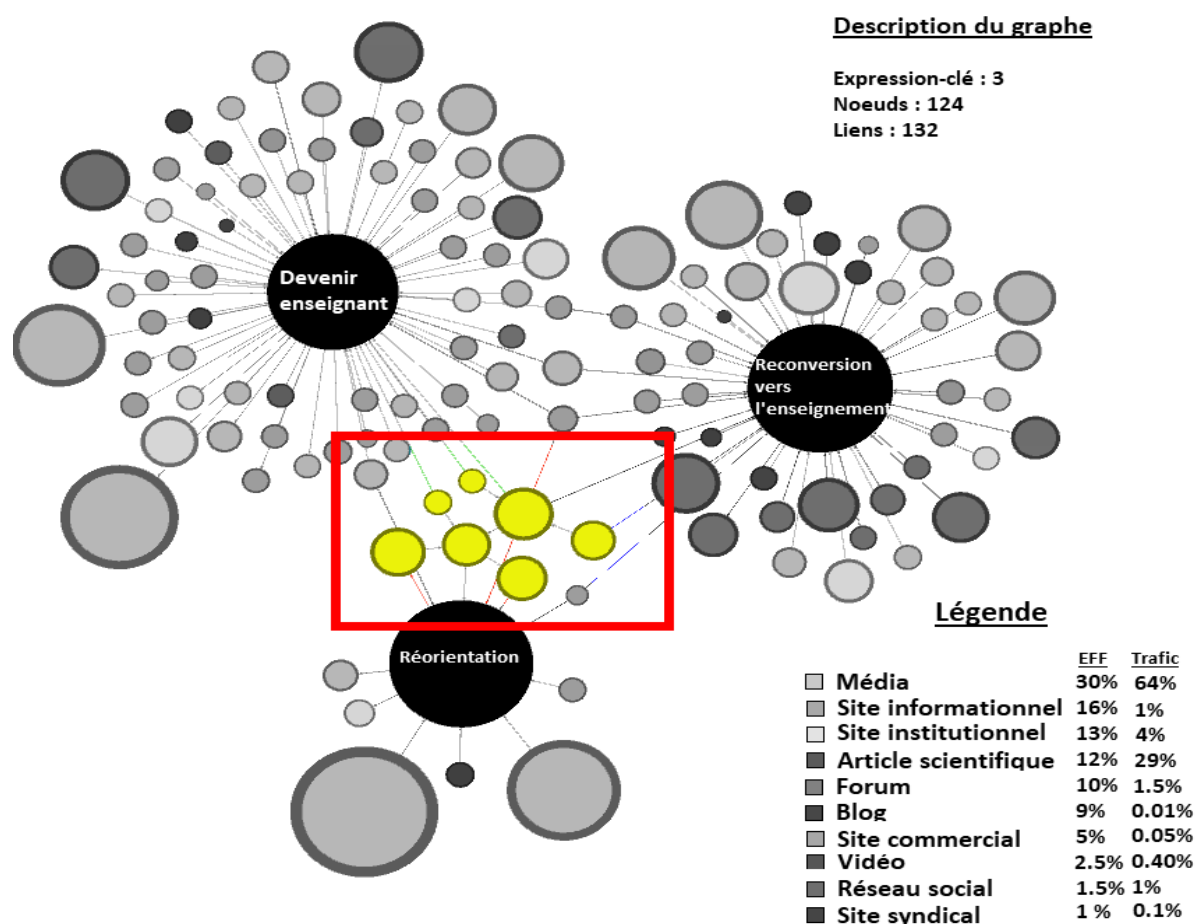 Description du graphe
Expression-clé : 3
Noeuds : 124
Liens : 132
Devenir
enseignant
Reconversion
vers
l'enseignement
Réorientation
Légende
EFF Trafic
Média 30% 64%
Site informationnel 16% 1%
Site institutionnel 13% 4%
Article scientifique 12% 29%
Forum 10% 1.5%
Blog 9% 0.01%
Site commercial 5% 0.05%
Vidéo 2.5% 0.40%
Réseau social 1.5% 1%
Site syndical 1 % 0.1%